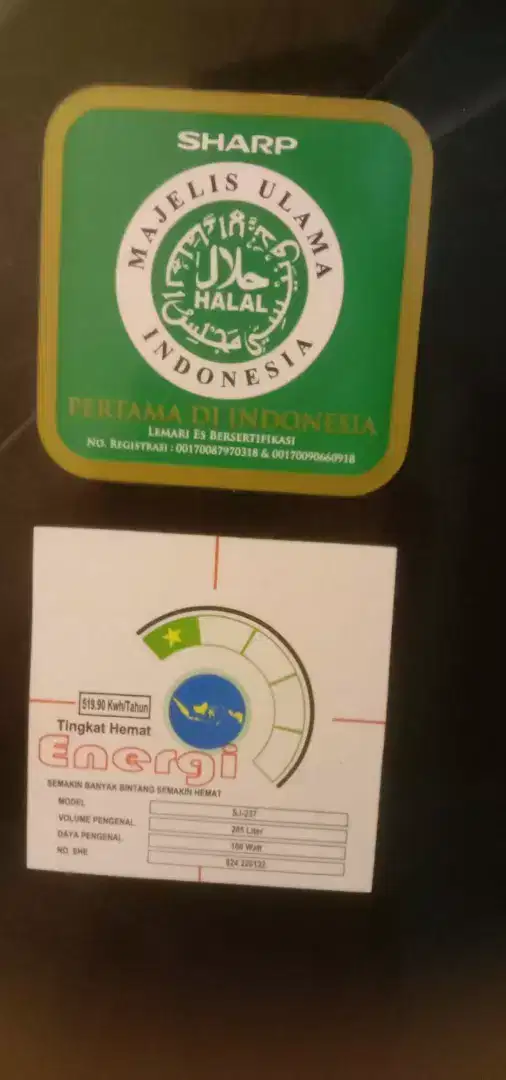 SHARP
MAJELIS ULAMA
حلال
HALAL
INDONESIA
PERTAMA DI INDONESIA
LEMARI ES BERSERTIFIKASI
NO. REGISTRASI : 00170087970318 & 00170090660918
519.90 Kwh/Tahun
Tingkat Hemat
Energi
SEMAKIN BANYAK BINTANG SEMAKIN HEMAT
MODEL SJ-237
VOLUME PENGENAL 205 Liter
DAYA PENGENAL Watt
NO. SHE